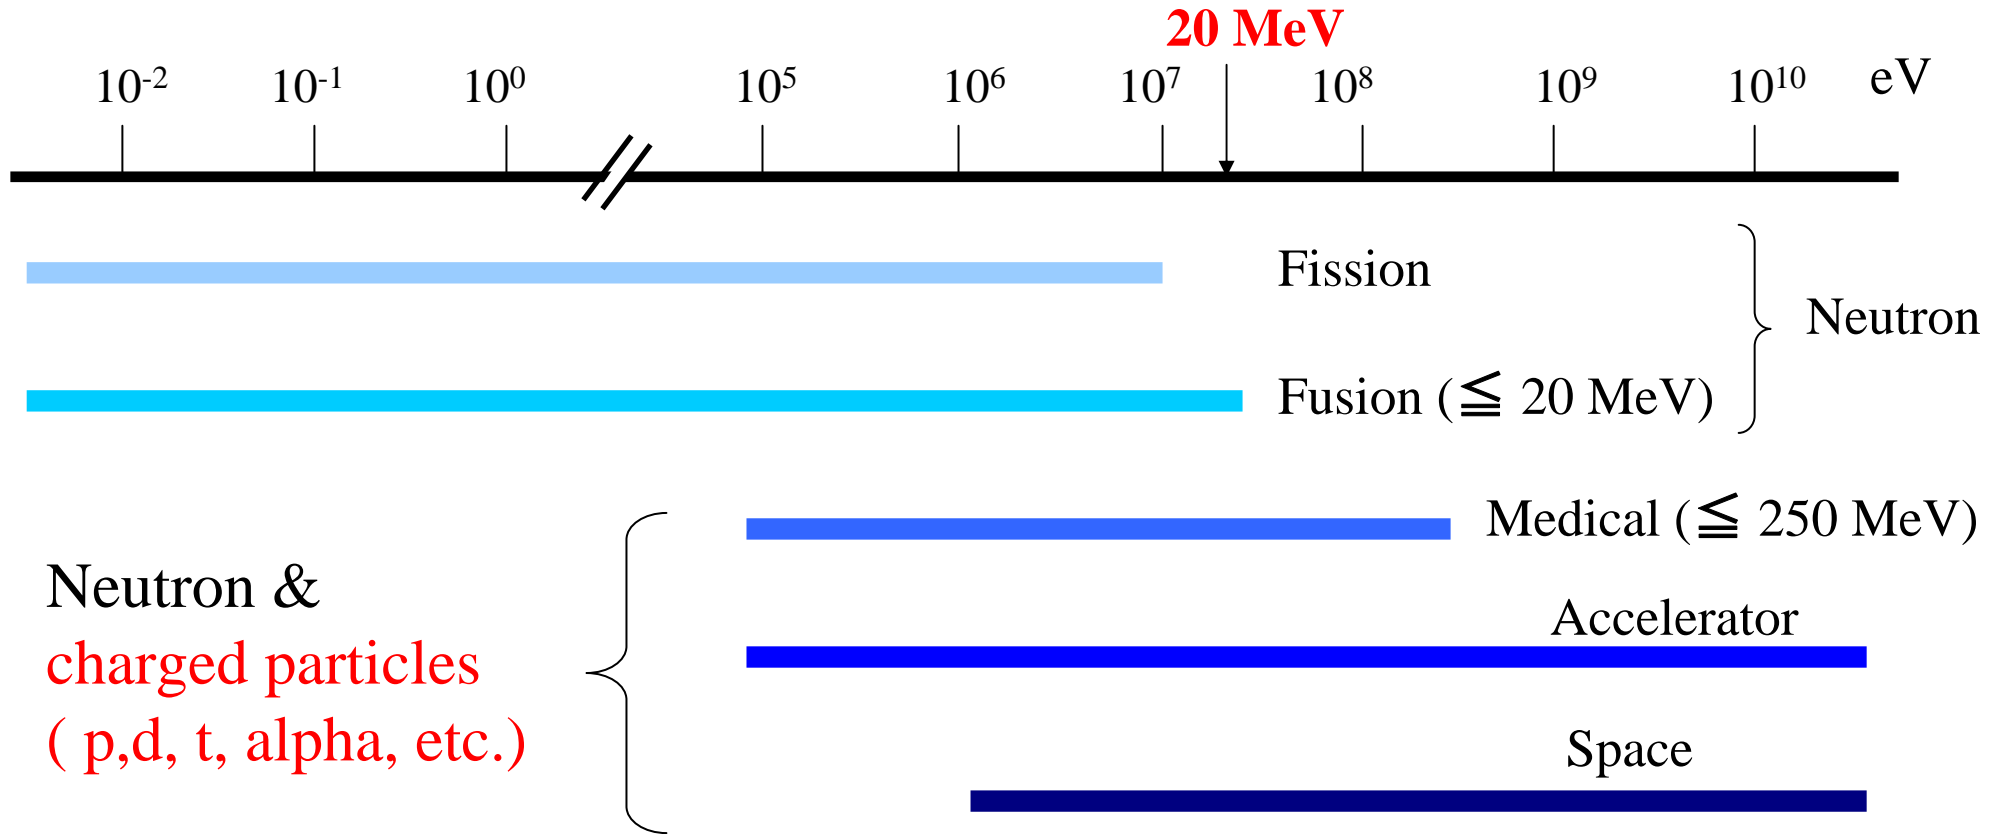 20 MeV
10⁻² 10⁻¹ 10⁰ 10⁵ 10⁶ 10⁷ 10⁸ 10⁹ 10¹⁰ eV
Fission
Neutron
Fusion (≦ 20 MeV)
Medical (≦ 250 MeV)
Neutron &
charged particles
( p,d, t, alpha, etc.)
Accelerator
Space